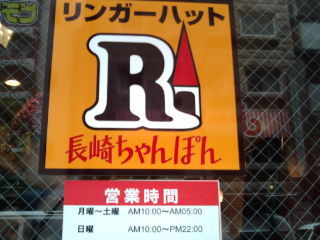 リンガーハット
R
長崎ちゃんぽん
営業時間
月曜〜土曜 AM10:00〜AM05:00
日曜 AM10:00〜PM22:00